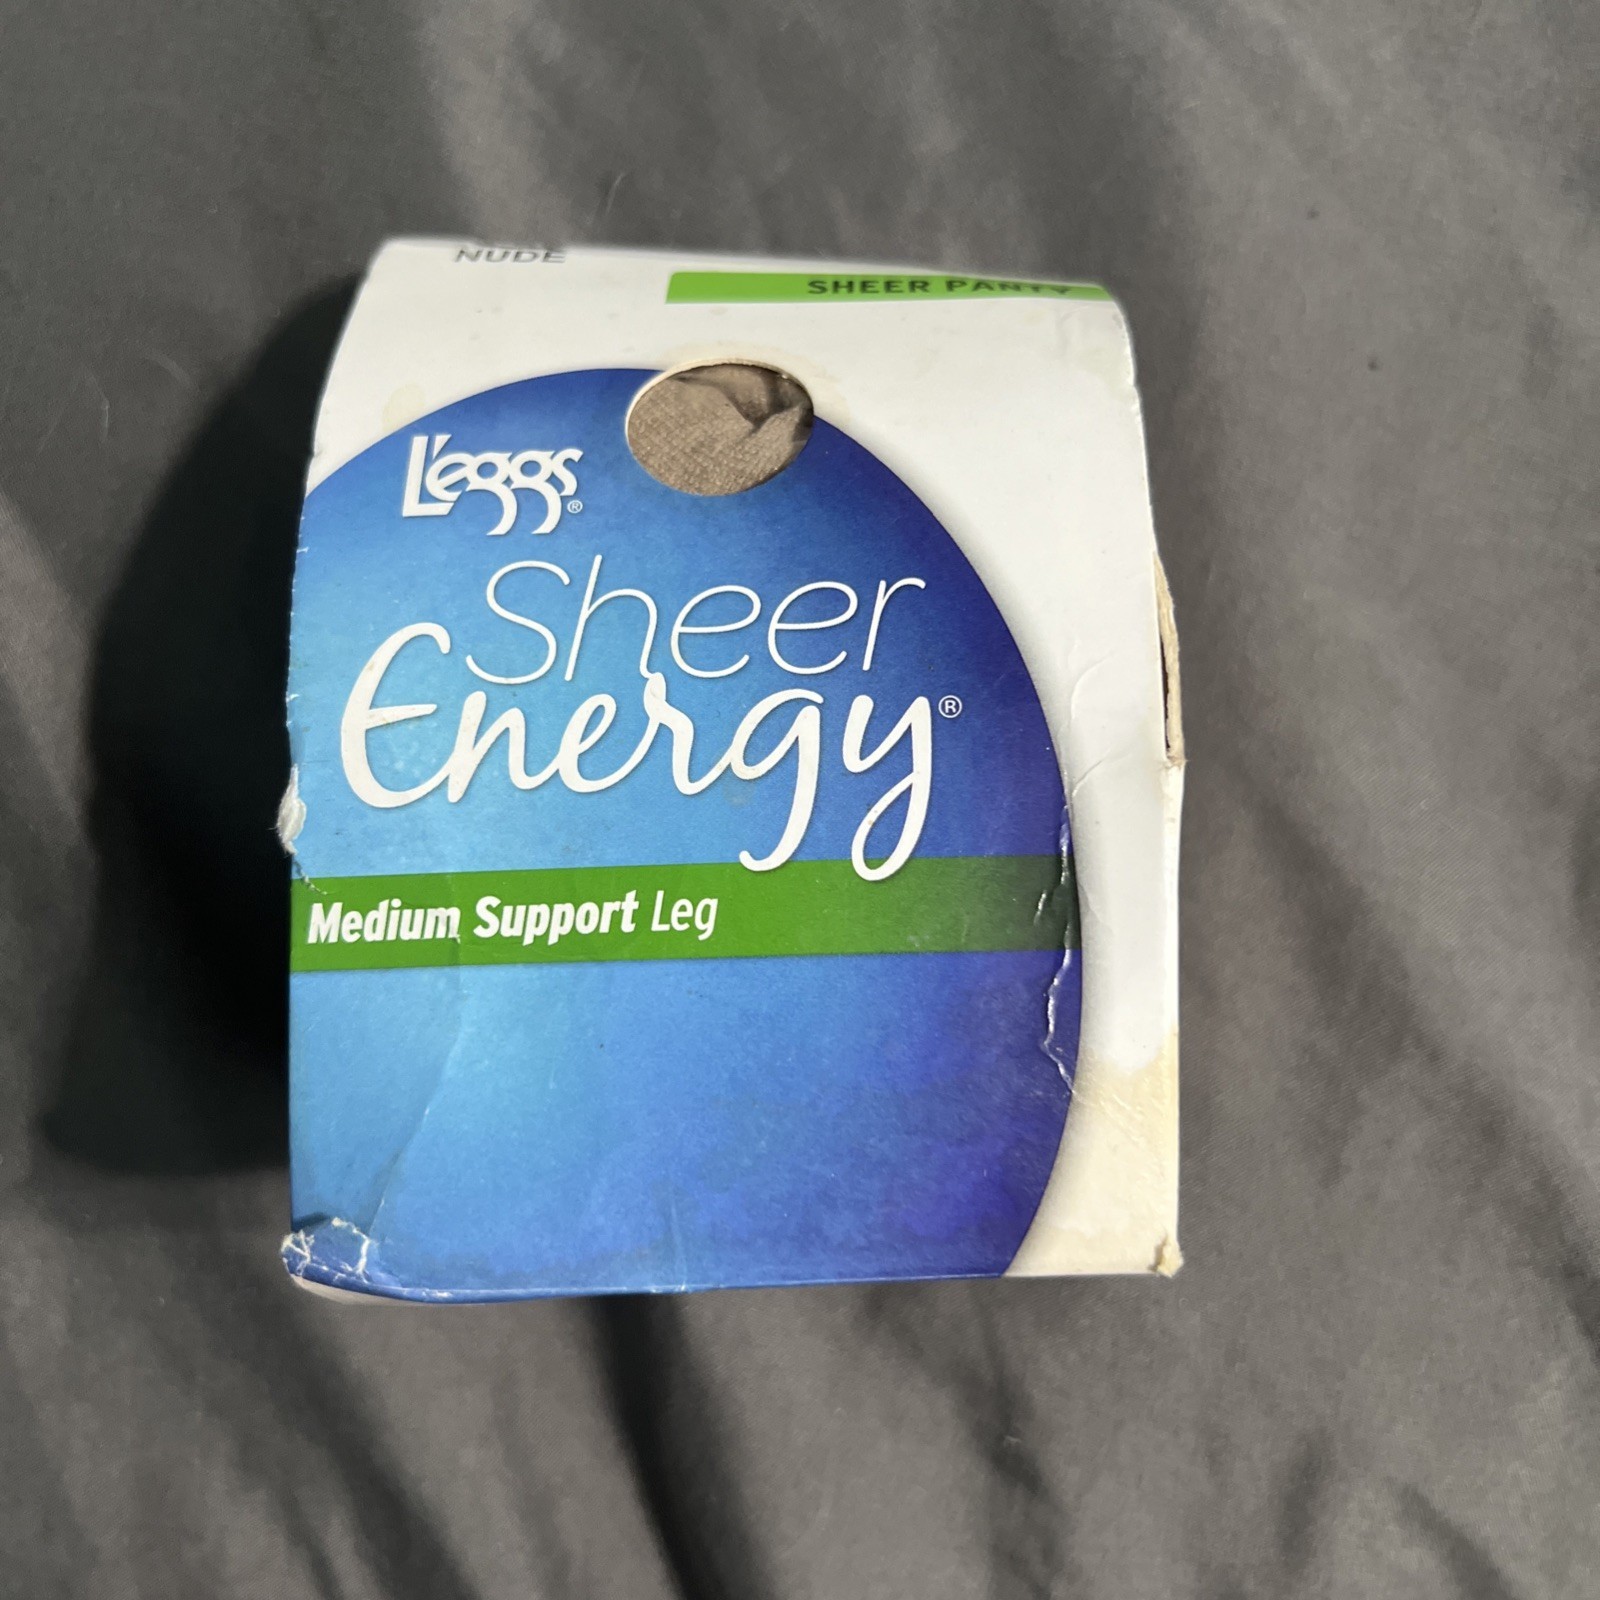 NUDE
SHEER PANTY
L'eggs®
Sheer
Energy®
Medium Support Leg